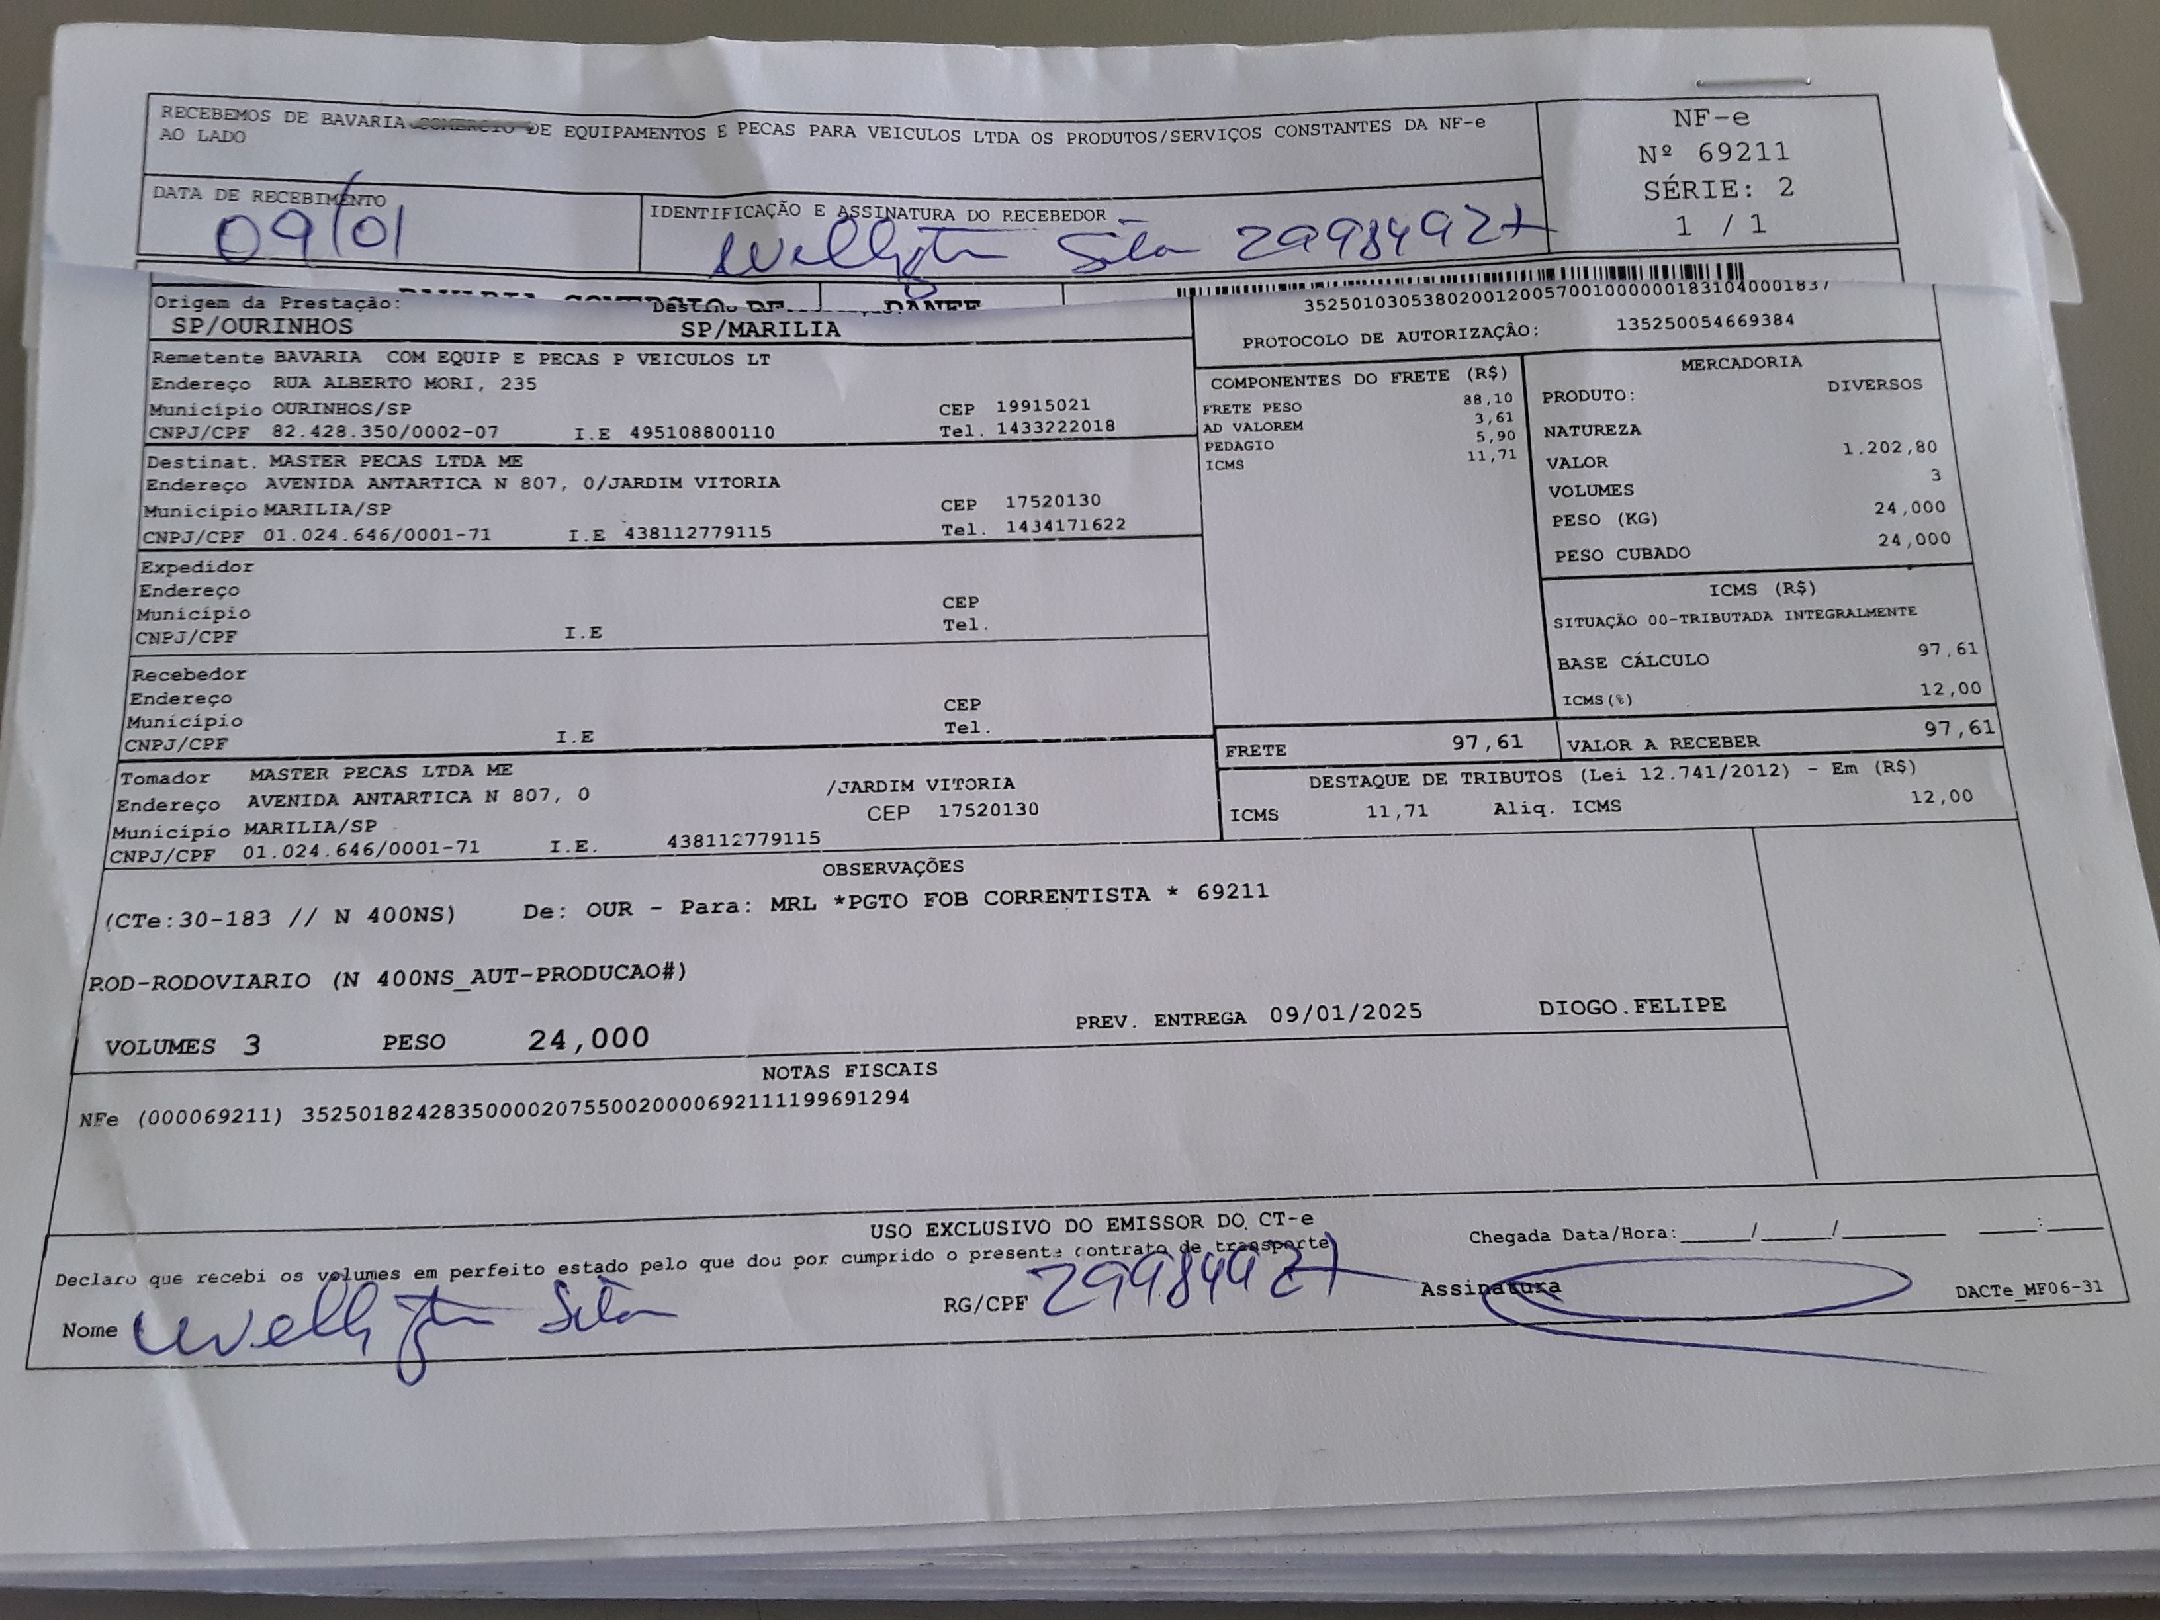 RECEBEMOS DE BAVARIA COMERCIO DE EQUIPAMENTOS E PECAS PARA VEICULOS LTDA OS PRODUTOS/SERVIÇOS CONSTANTES DA NF-e
AO LADO
NF-e
Nº 69211
SÉRIE: 2
1 / 1
DATA DE RECEBIMENTO
09/01
IDENTIFICAÇÃO E ASSINATURA DO RECEBEDOR
Wellington Silva 29984927
Origem da Prestação:
SP/OURINHOS
SP/MARILIA
PROTOCOLO DE AUTORIZAÇÃO: 135250054669384
Remetente BAVARIA COM EQUIP E PECAS P VEICULOS LT
Endereço RUA ALBERTO MORI, 235
Município OURINHOS/SP CEP 19915021
CNPJ/CPF 82.428.350/0002-07 I.E 495108800110 Tel. 1433222018
Destinat. MASTER PECAS LTDA ME
Endereço AVENIDA ANTARTICA N 807, 0/JARDIM VITORIA
Município MARILIA/SP CEP 17520130
CNPJ/CPF 01.024.646/0001-71 I.E 438112779115 Tel. 1434171622
Expedidor
Endereço
Município CEP
CNPJ/CPF I.E Tel.
Recebedor
Endereço
Município CEP
CNPJ/CPF I.E Tel.
Tomador MASTER PECAS LTDA ME
Endereço AVENIDA ANTARTICA N 807, 0 /JARDIM VITORIA
Município MARILIA/SP CEP 17520130
CNPJ/CPF 01.024.646/0001-71 I.E. 438112779115
COMPONENTES DO FRETE (R$)
FRETE PESO 88,10
AD VALOREM 3,61
PEDAGIO 5,90
ICMS 11,71
MERCADORIA
PRODUTO: DIVERSOS
NATUREZA
VALOR 1.202,80
VOLUMES 3
PESO (KG) 24,000
PESO CUBADO 24,000
ICMS (R$)
SITUAÇÃO 00-TRIBUTADA INTEGRALMENTE
BASE CÁLCULO 97,61
ICMS(%) 12,00
FRETE 97,61
VALOR A RECEBER 97,61
DESTAQUE DE TRIBUTOS (Lei 12.741/2012) - Em (R$)
ICMS 11,71 Aliq. ICMS 12,00
OBSERVAÇÕES
(CTe:30-183 // N 400NS) De: OUR - Para: MRL *PGTO FOB CORRENTISTA * 69211
ROD-RODOVIARIO (N 400NS_AUT-PRODUCAO#)
VOLUMES 3 PESO 24,000 PREV. ENTREGA 09/01/2025 DIOGO.FELIPE
NOTAS FISCAIS
NFe (000069211) 35250182428350000207550020000692111199691294
USO EXCLUSIVO DO EMISSOR DO CT-e
Declaro que recebi os volumes em perfeito estado pelo que dou por cumprido o presente contrato de transporte
Chegada Data/Hora:_____/_____/_______ ____:____
Nome Wellington Silva RG/CPF 29984927 Assinatura
DACTe_MF06-31